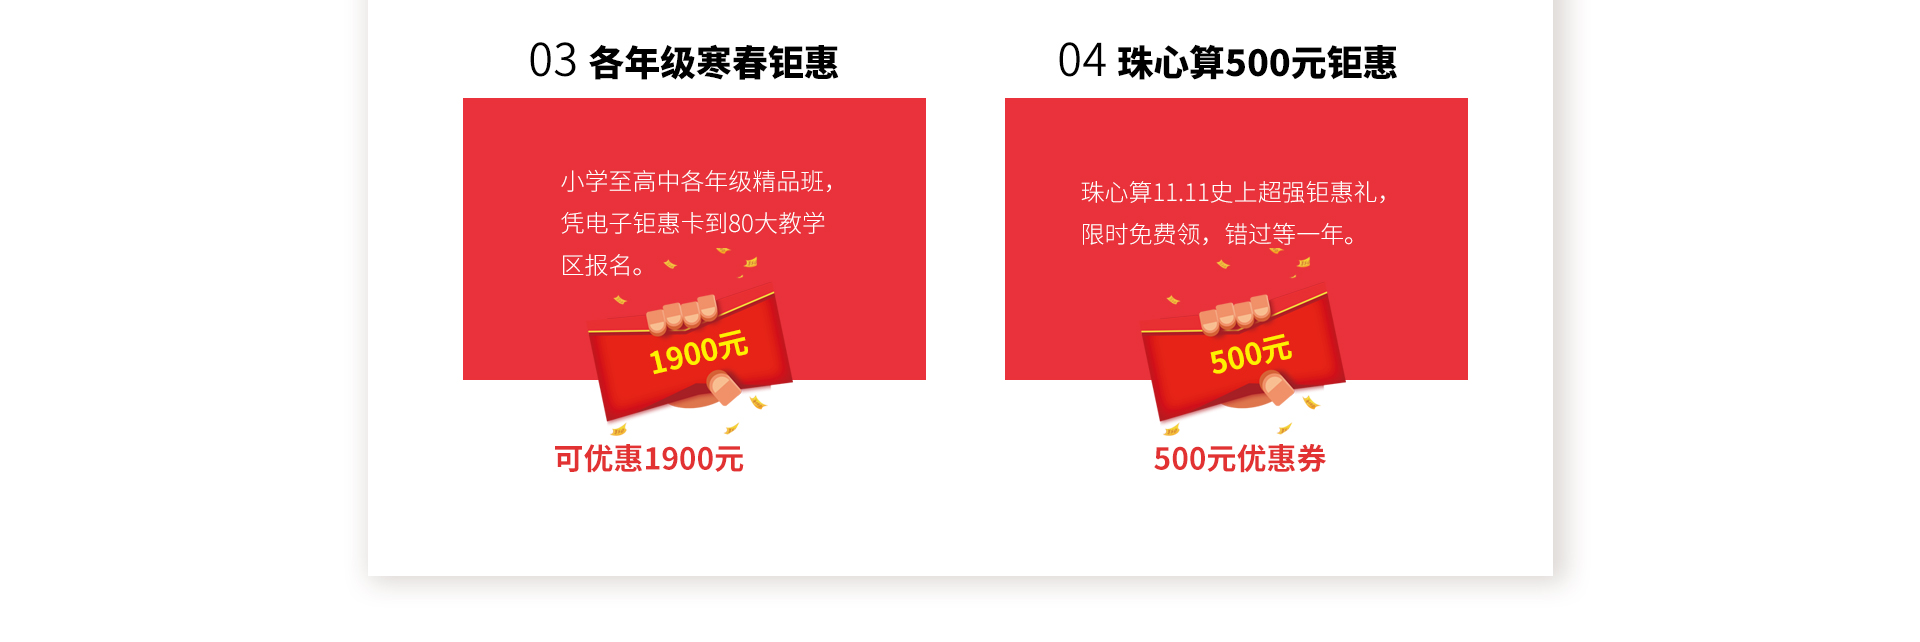 03 各年级寒春钜惠
小学至高中各年级精品班，
凭电子钜惠卡到80大教学
区报名。
1900元
可优惠1900元
04 珠心算500元钜惠
珠心算11.11史上超强钜惠礼，
限时免费领，错过等一年。
500元
500元优惠券